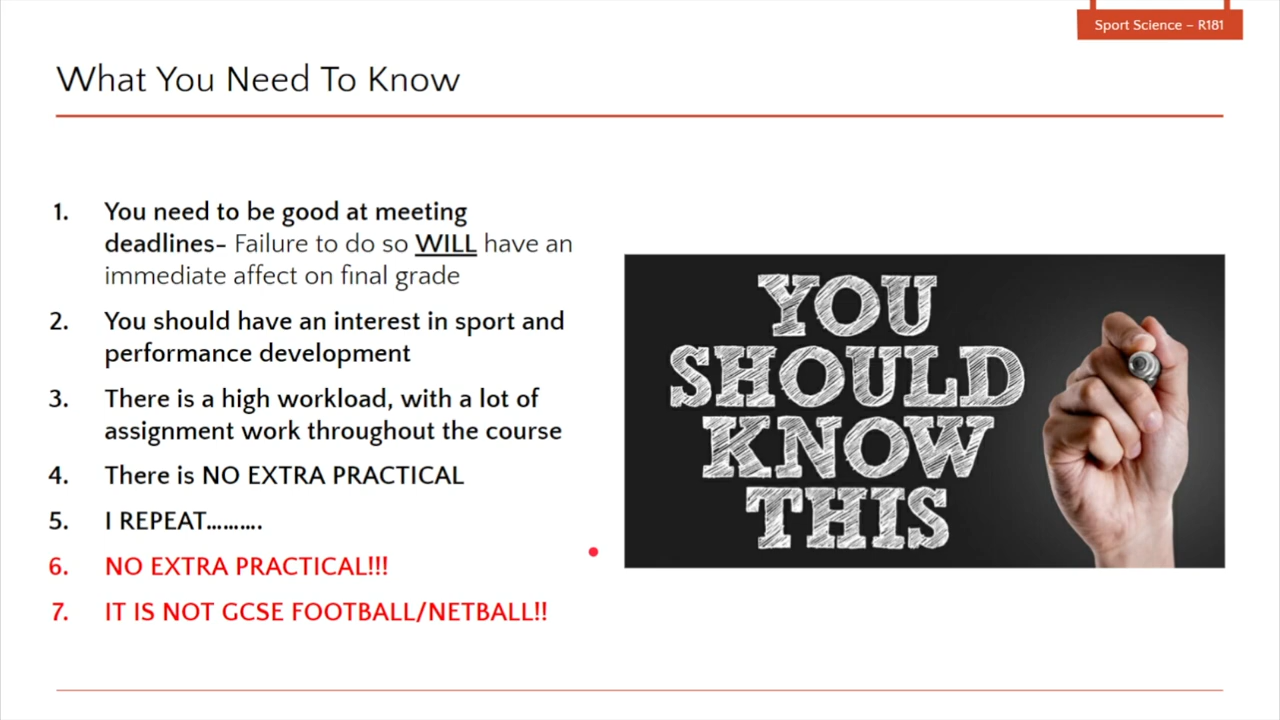 Sport Science – R181
What You Need To Know
1. You need to be good at meeting
deadlines- Failure to do so WILL have an
immediate affect on final grade
2. You should have an interest in sport and
performance development
3. There is a high workload, with a lot of
assignment work throughout the course
4. There is NO EXTRA PRACTICAL
5. I REPEAT……….
6. NO EXTRA PRACTICAL!!!
7. IT IS NOT GCSE FOOTBALL/NETBALL!!
YOU
SHOULD
KNOW
THIS